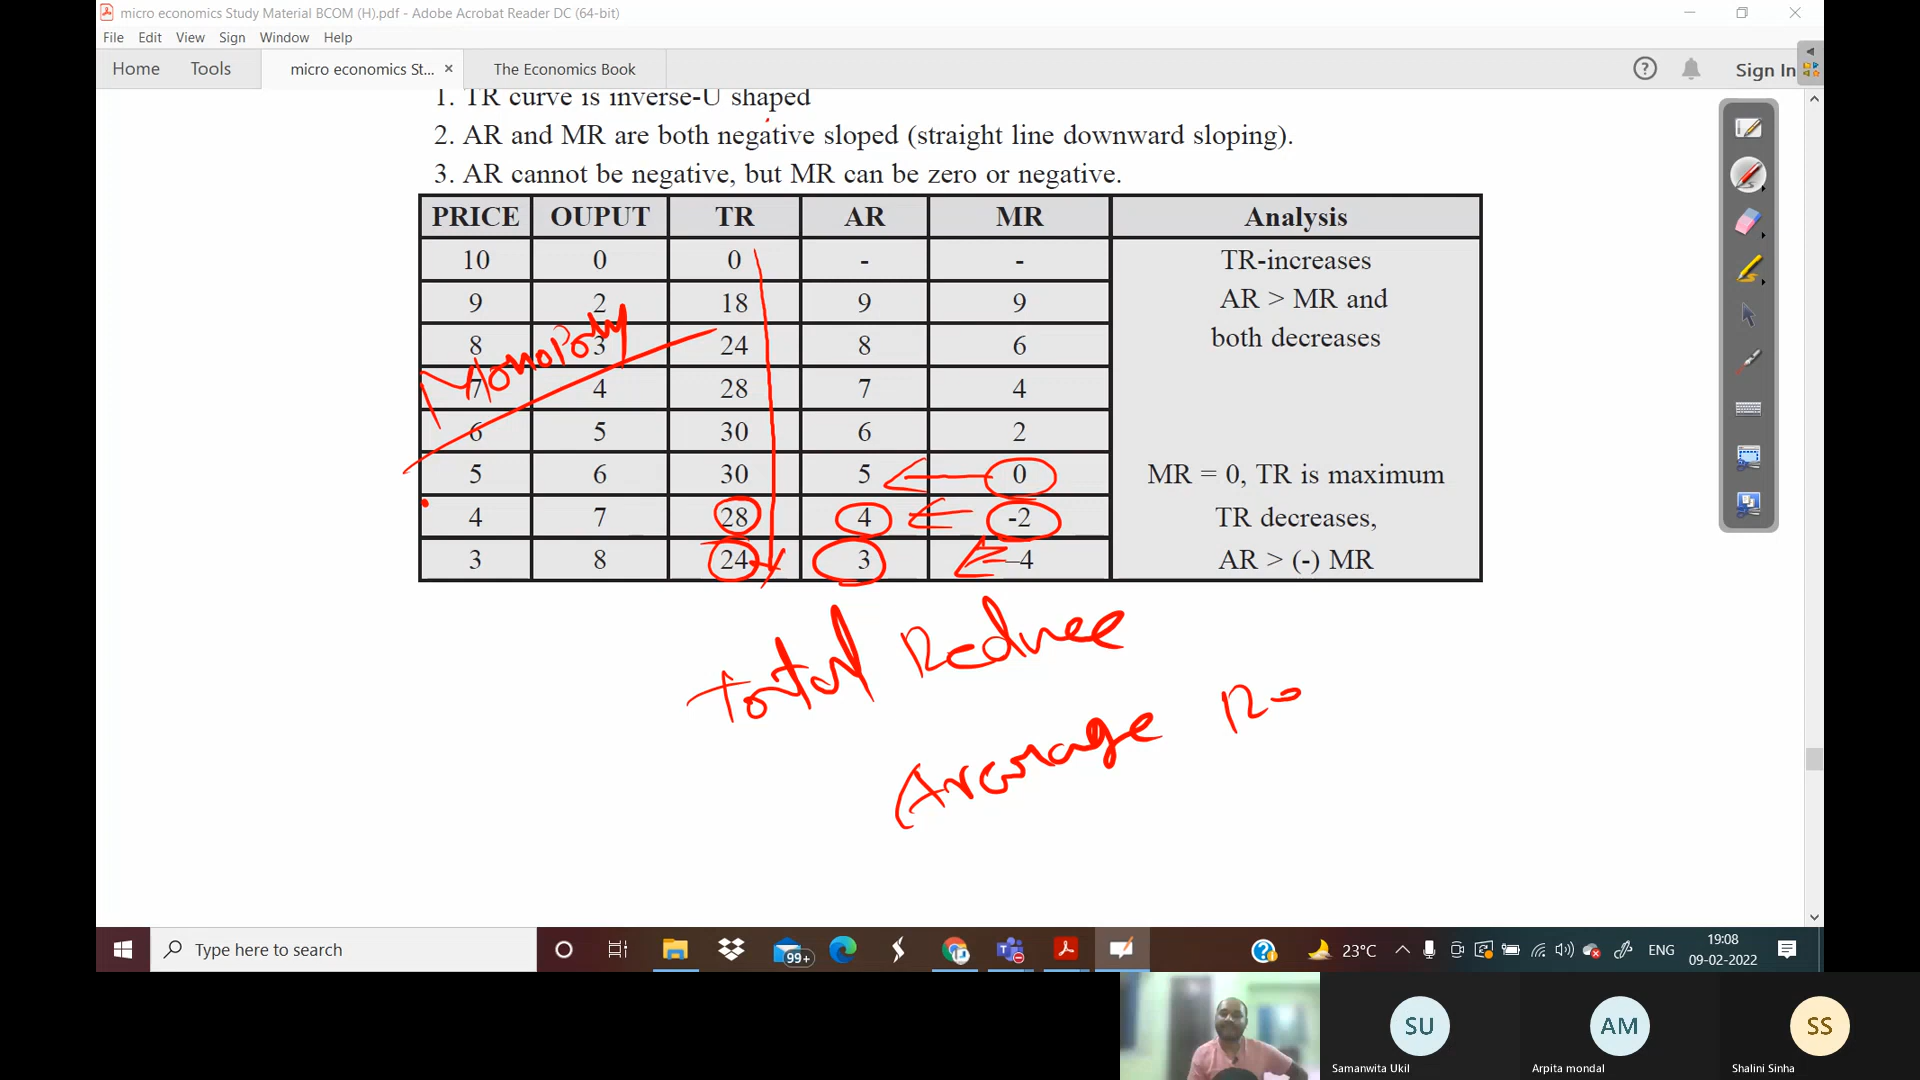 micro economics Study Material BCOM (H).pdf - Adobe Acrobat Reader DC (64-bit)
File Edit View Sign Window Help
Home Tools micro economics St... × The Economics Book Sign In
1. TR curve is inverse-U shaped
2. AR and MR are both negative sloped (straight line downward sloping).
3. AR cannot be negative, but MR can be zero or negative.
PRICE OUPUT TR AR MR Analysis
10 0 0 - - TR-increases
9 2 18 9 9 AR > MR and
8 3 24 8 6 both decreases
7 4 28 7 4
6 5 30 6 2
5 6 30 5 0 MR = 0, TR is maximum
4 7 28 4 -2 TR decreases,
3 8 24 3 –4 AR > (-) MR
Total Reduce
Type here to search
99+
23°C
ENG
19:08
09-02-2022
SU AM SS
Samanwita Ukil Arpita mondal Shalini Sinha